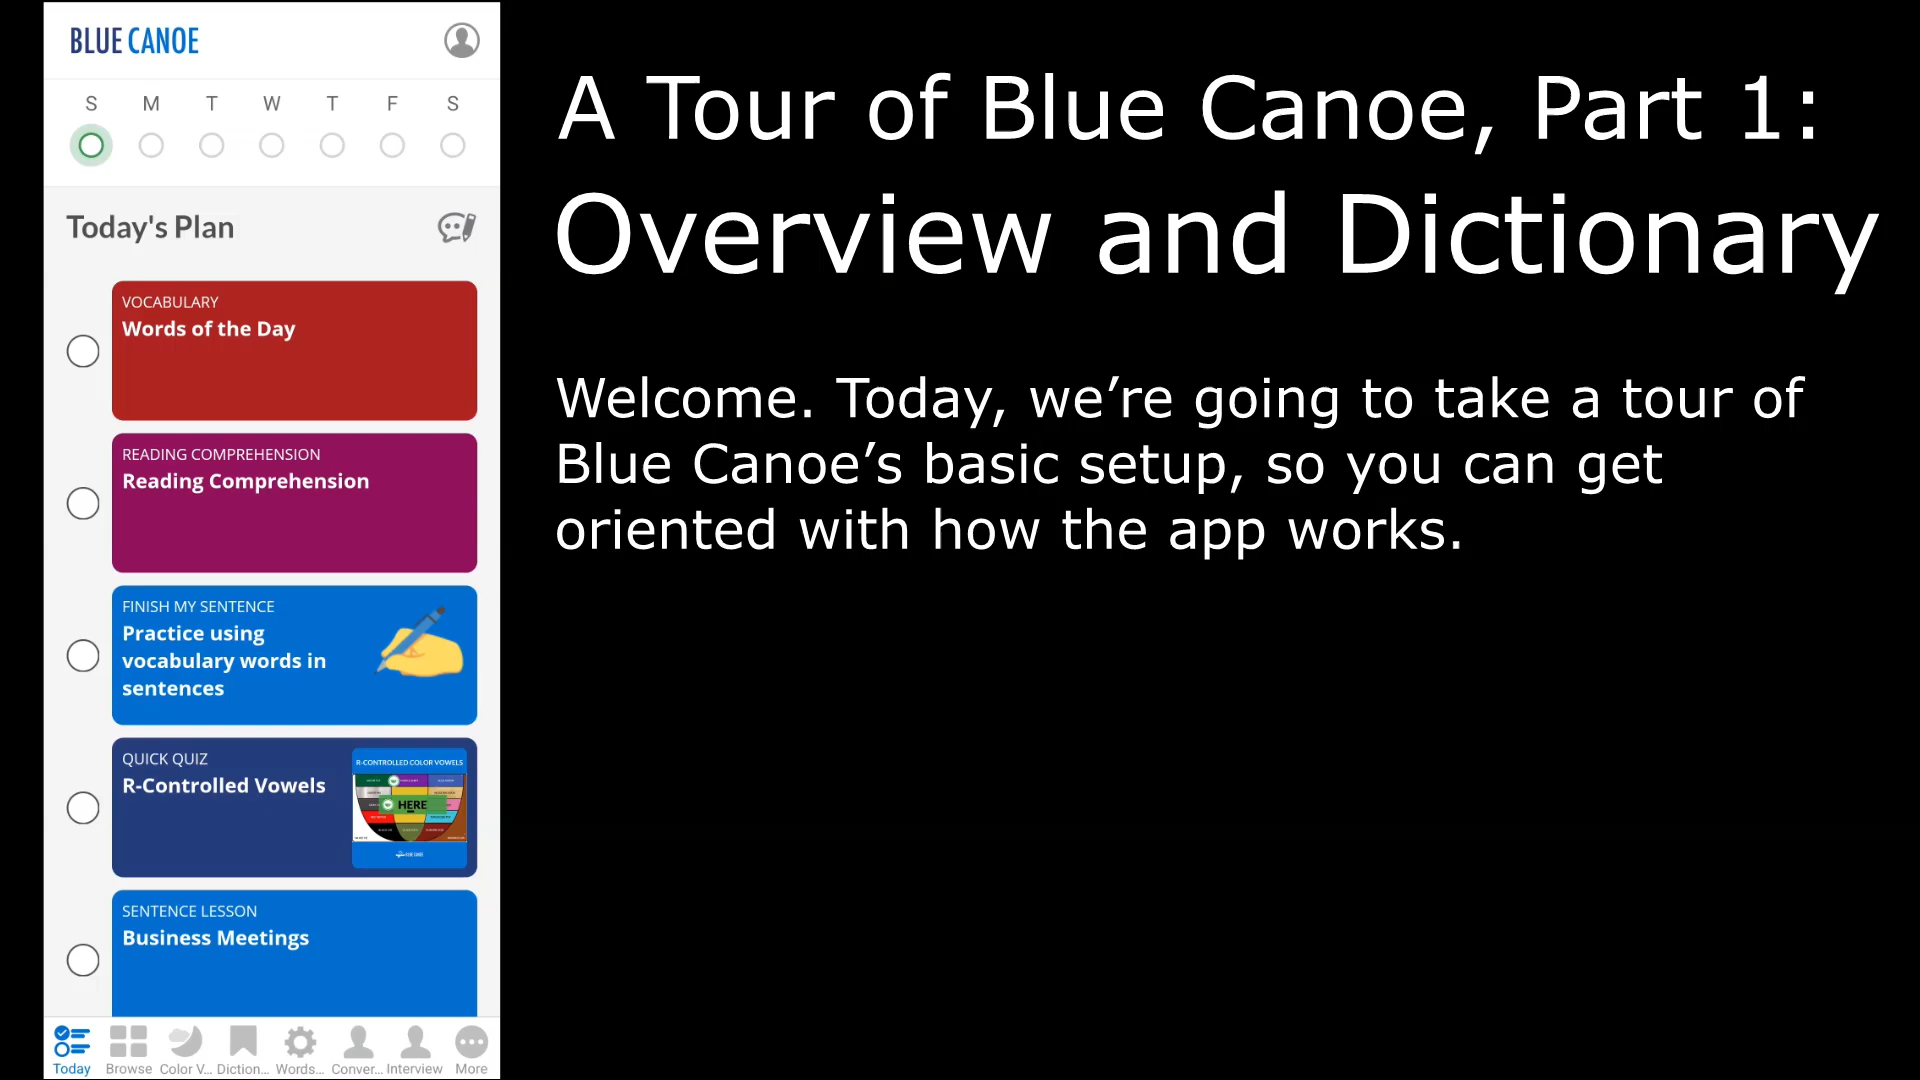 BLUE CANOE
S M T W T F S
Today's Plan
VOCABULARY
Words of the Day
READING COMPREHENSION
Reading Comprehension
FINISH MY SENTENCE
Practice using
vocabulary words in
sentences
QUICK QUIZ
R-Controlled Vowels
R-CONTROLLED COLOR VOWELS
HERE
BLUE CANOE
SENTENCE LESSON
Business Meetings
Today Browse Color V... Diction... Words... Conver... Interview More
A Tour of Blue Canoe, Part 1:
Overview and Dictionary
Welcome. Today, we’re going to take a tour of
Blue Canoe’s basic setup, so you can get
oriented with how the app works.